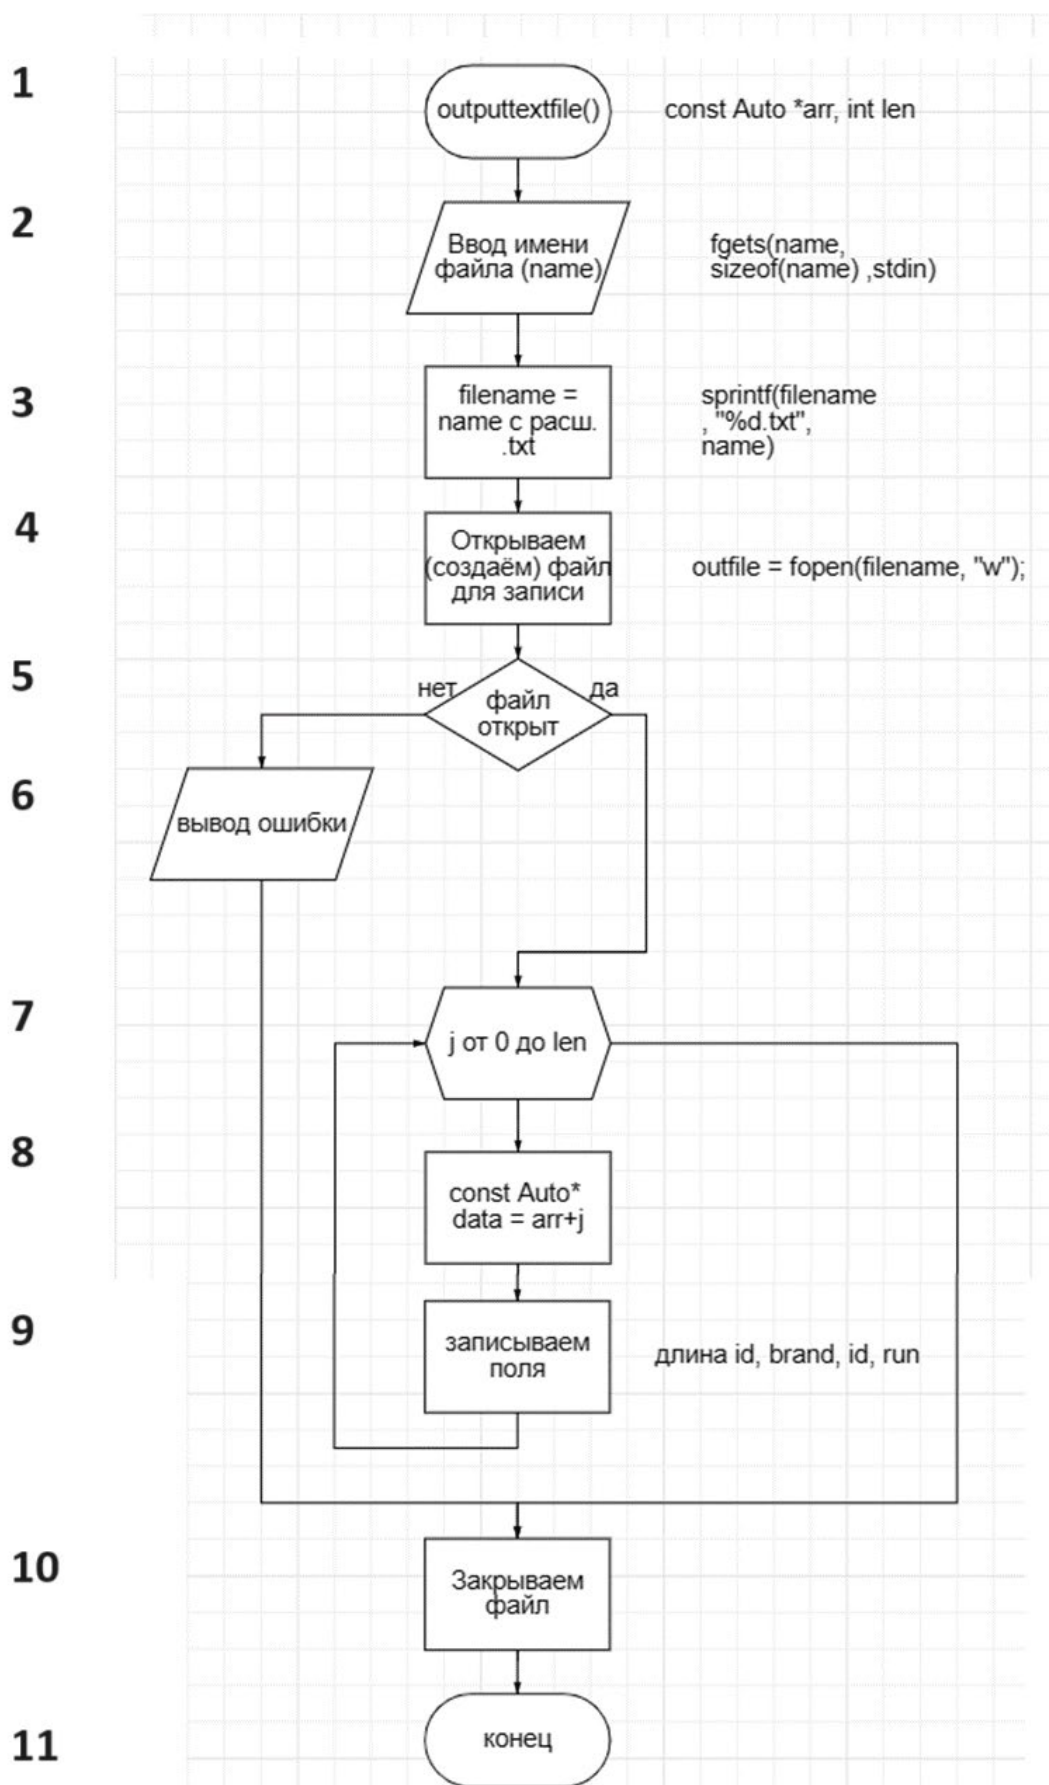 1
outputtextfile()
const Auto *arr, int len
2
Ввод имени
файла (name)
fgets(name,
sizeof(name) ,stdin)
3
filename =
name с расш.
.txt
sprintf(filename
, "%d.txt",
name)
4
Открываем
(создаём) файл
для записи
outfile = fopen(filename, "w");
5
нет
файл
открыт
да
6
вывод ошибки
7
j от 0 до len
8
const Auto*
data = arr+j
9
записываем
поля
длина id, brand, id, run
10
Закрываем
файл
11
конец